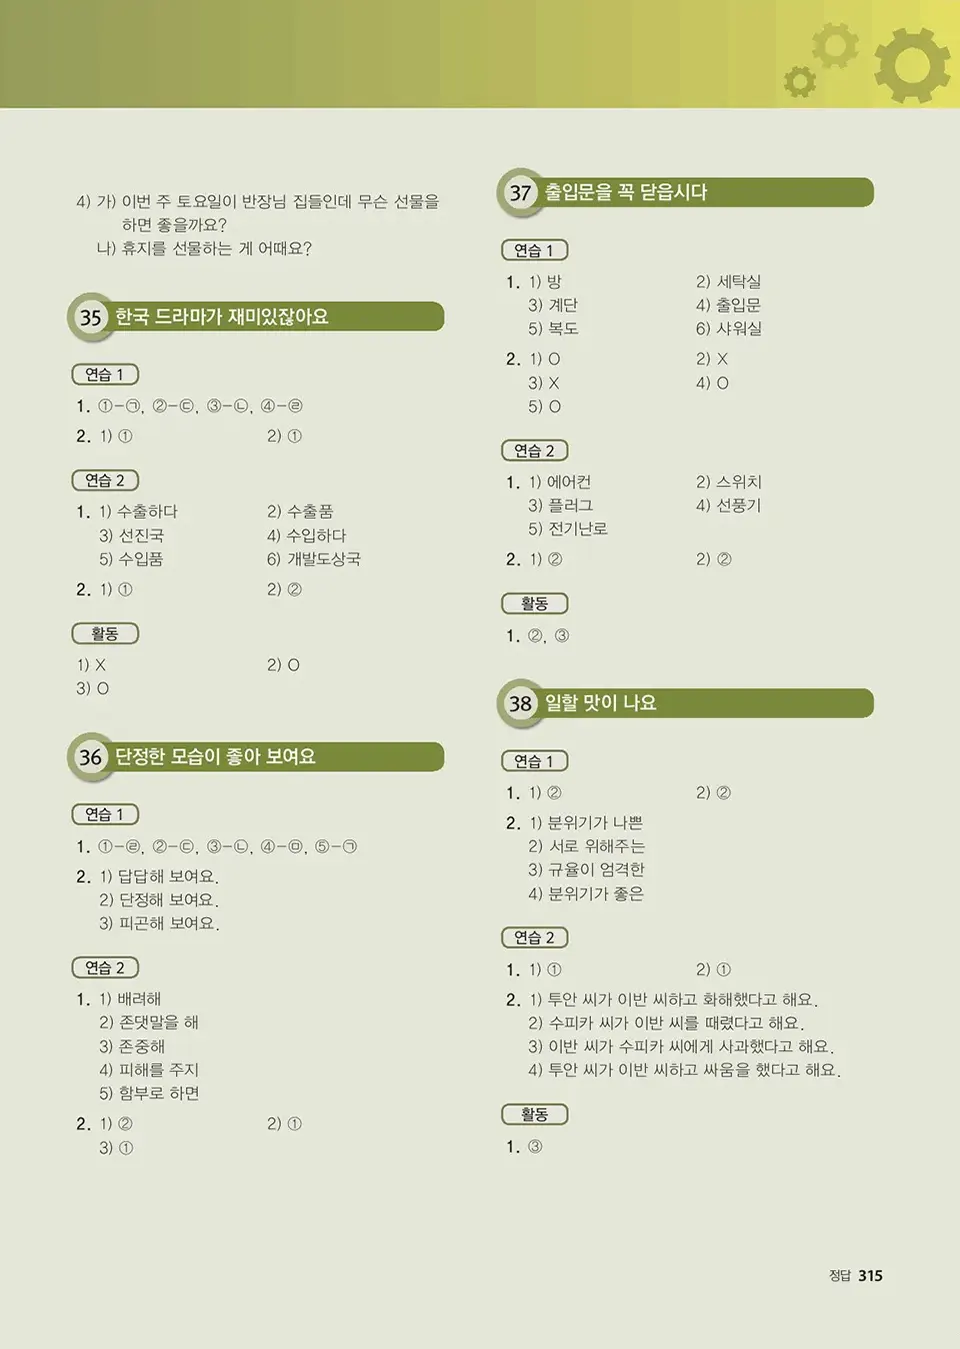 4) 가) 이번 주 토요일이 반장님 집들인데 무슨 선물을
하면 좋을까요?
나) 휴지를 선물하는 게 어때요?
35 한국 드라마가 재미있잖아요
연습 1
1. ①-㉠, ②-㉢, ③-㉡, ④-㉣
2. 1) ① 2) ①
연습 2
1. 1) 수출하다 2) 수출품
3) 선진국 4) 수입하다
5) 수입품 6) 개발도상국
2. 1) ① 2) ②
활동
1) X 2) O
3) O
36 단정한 모습이 좋아 보여요
연습 1
1. ①-㉣, ②-㉢, ③-㉡, ④-㉤, ⑤-㉠
2. 1) 답답해 보여요.
2) 단정해 보여요.
3) 피곤해 보여요.
연습 2
1. 1) 배려해
2) 존댓말을 해
3) 존중해
4) 피해를 주지
5) 함부로 하면
2. 1) ② 2) ①
3) ①
37 출입문을 꼭 닫읍시다
연습 1
1. 1) 방 2) 세탁실
3) 계단 4) 출입문
5) 복도 6) 샤워실
2. 1) O 2) X
3) X 4) O
5) O
연습 2
1. 1) 에어컨 2) 스위치
3) 플러그 4) 선풍기
5) 전기난로
2. 1) ② 2) ②
활동
1. ②, ③
38 일할 맛이 나요
연습 1
1. 1) ② 2) ②
2. 1) 분위기가 나쁜
2) 서로 위해주는
3) 규율이 엄격한
4) 분위기가 좋은
연습 2
1. 1) ① 2) ①
2. 1) 투안 씨가 이반 씨하고 화해했다고 해요.
2) 수피카 씨가 이반 씨를 때렸다고 해요.
3) 이반 씨가 수피카 씨에게 사과했다고 해요.
4) 투안 씨가 이반 씨하고 싸움을 했다고 해요.
활동
1. ③
정답 315